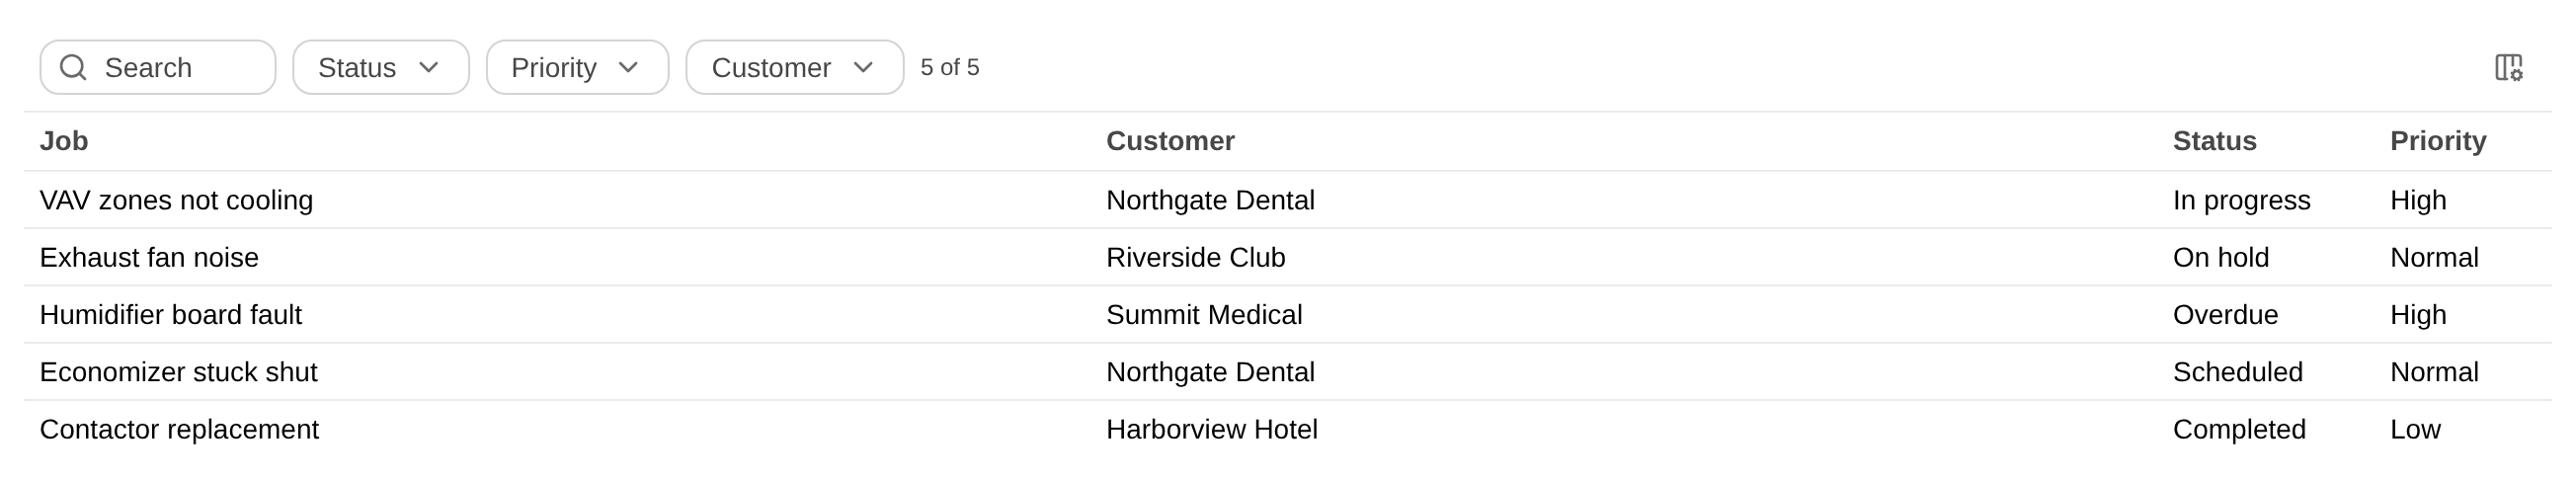 Search Status Priority Customer 5 of 5
Job Customer Status Priority
VAV zones not cooling Northgate Dental In progress High
Exhaust fan noise Riverside Club On hold Normal
Humidifier board fault Summit Medical Overdue High
Economizer stuck shut Northgate Dental Scheduled Normal
Contactor replacement Harborview Hotel Completed Low